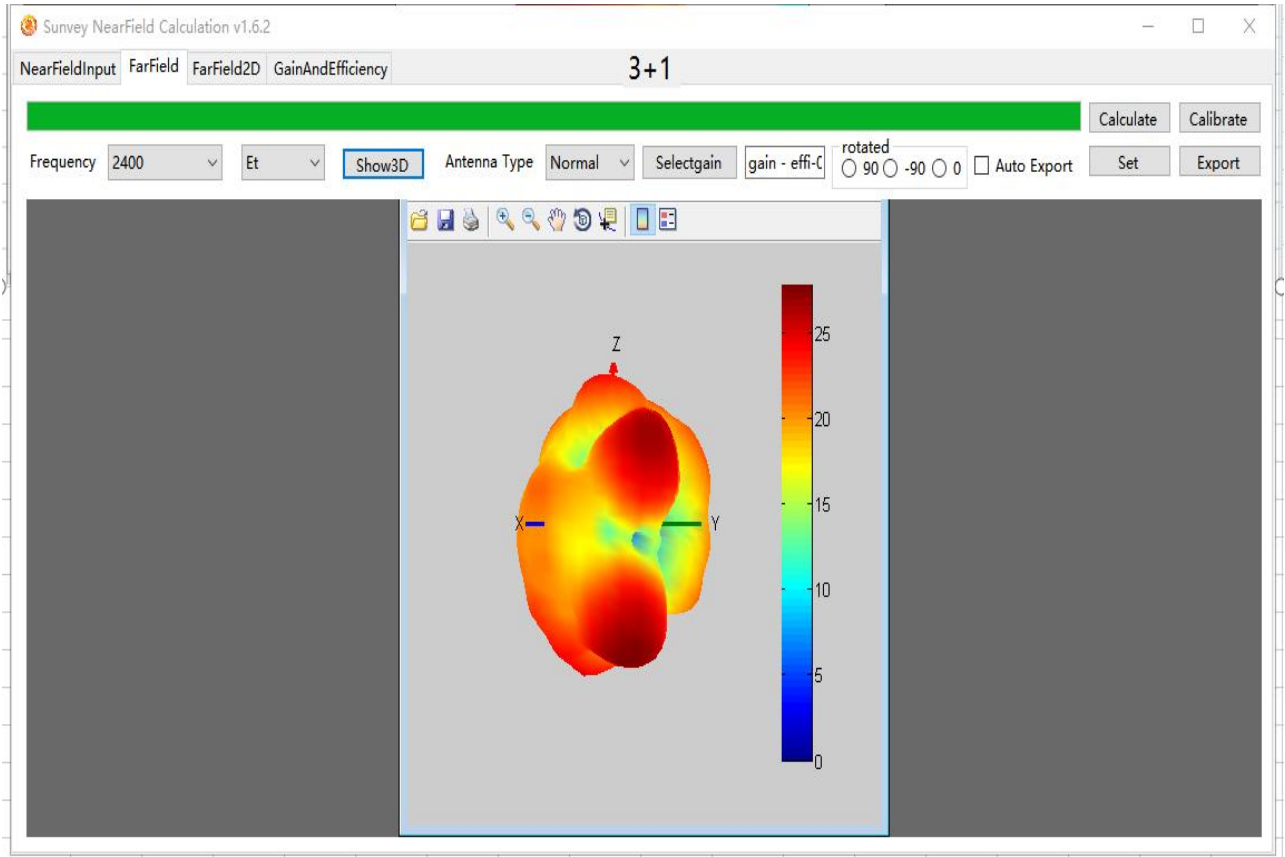 Sunvey NearField Calculation v1.6.2
NearFieldInput FarField FarField2D GainAndEfficiency
3+1
Calculate Calibrate
Frequency 2400 Et Show3D Antenna Type Normal Selectgain gain - effi-C rotated 90 -90 0 Auto Export Set Export
Z
X
Y
25
20
15
10
5
0